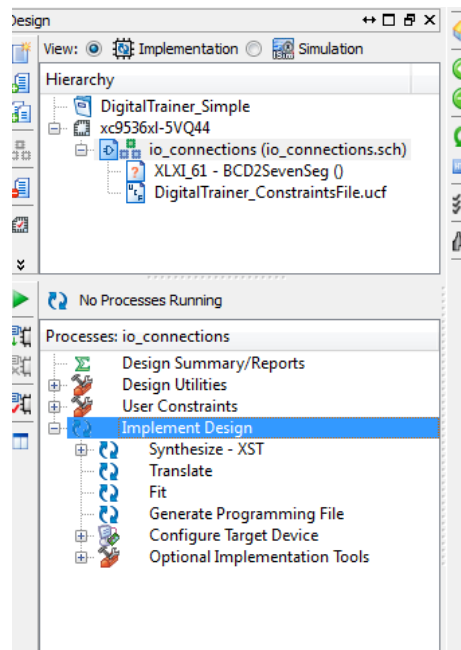 Design
View: Implementation Simulation
Hierarchy
DigitalTrainer_Simple
xc9536xl-5VQ44
io_connections (io_connections.sch)
XLXI_61 - BCD2SevenSeg ()
DigitalTrainer_ConstraintsFile.ucf
No Processes Running
Processes: io_connections
Design Summary/Reports
Design Utilities
User Constraints
Implement Design
Synthesize - XST
Translate
Fit
Generate Programming File
Configure Target Device
Optional Implementation Tools